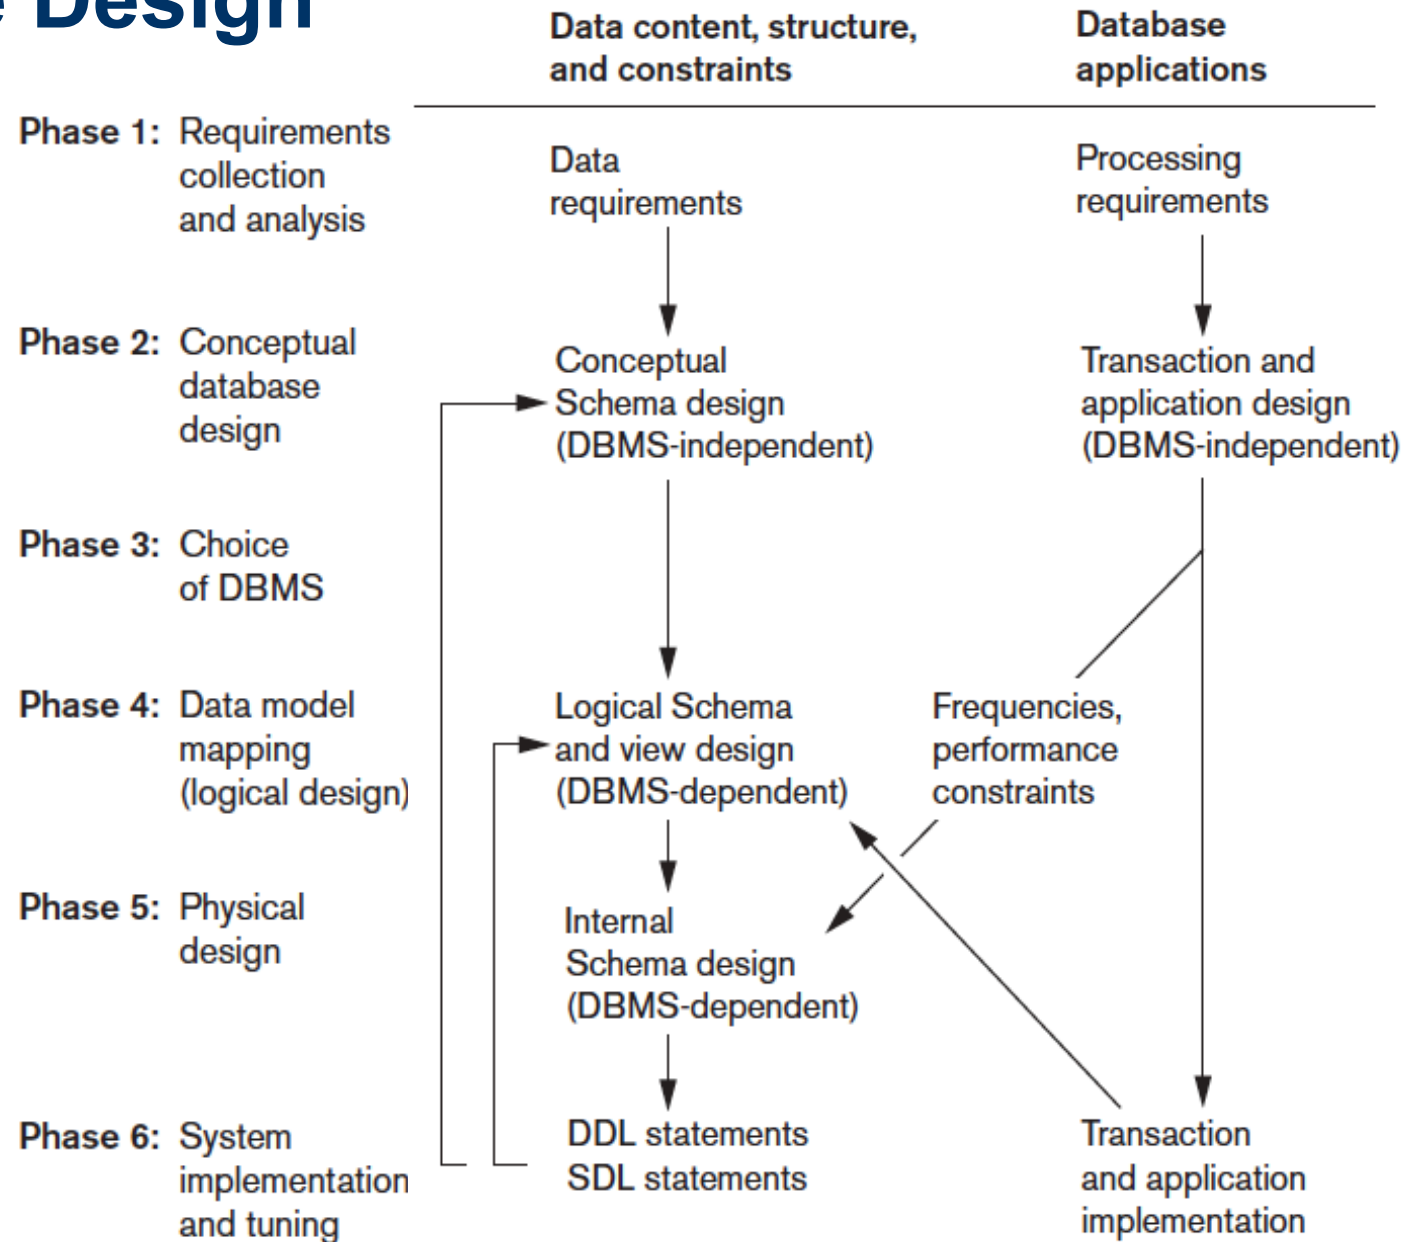 e Design
Data content, structure,
and constraints
Database
applications
Phase 1: Requirements
collection
and analysis
Data
requirements
Processing
requirements
Phase 2: Conceptual
database
design
Conceptual
Schema design
(DBMS-independent)
Transaction and
application design
(DBMS-independent)
Phase 3: Choice
of DBMS
Phase 4: Data model
mapping
(logical design)
Logical Schema
and view design
(DBMS-dependent)
Frequencies,
performance
constraints
Phase 5: Physical
design
Internal
Schema design
(DBMS-dependent)
Phase 6: System
implementation
and tuning
DDL statements
SDL statements
Transaction
and application
implementation